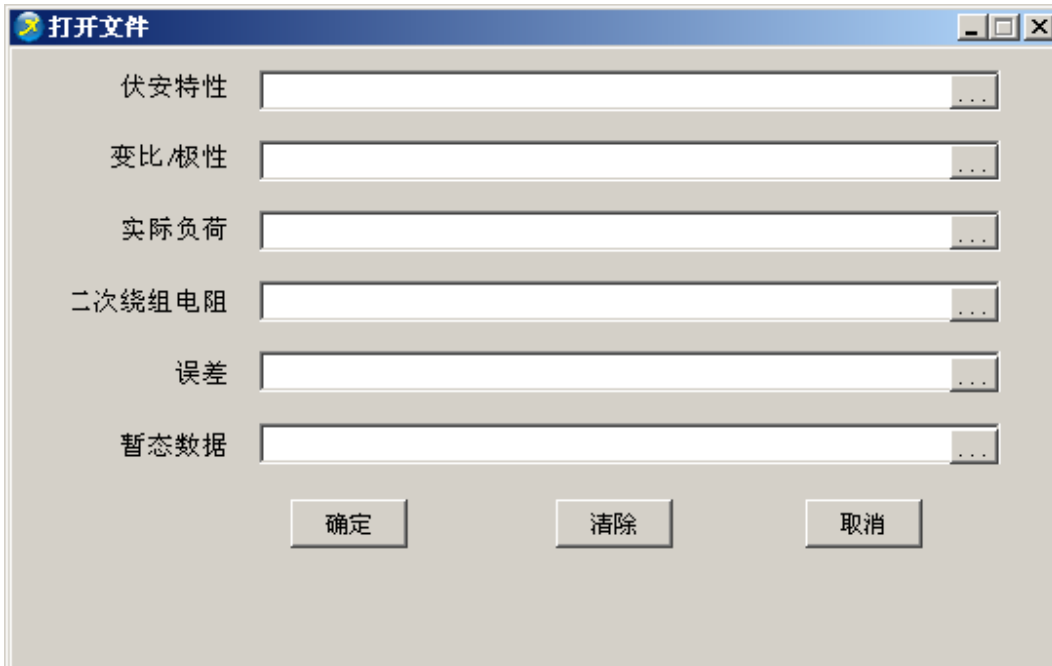 打开文件
伏安特性
...
变比/极性
...
实际负荷
...
二次绕组电阻
...
误差
...
暂态数据
...
确定 清除 取消